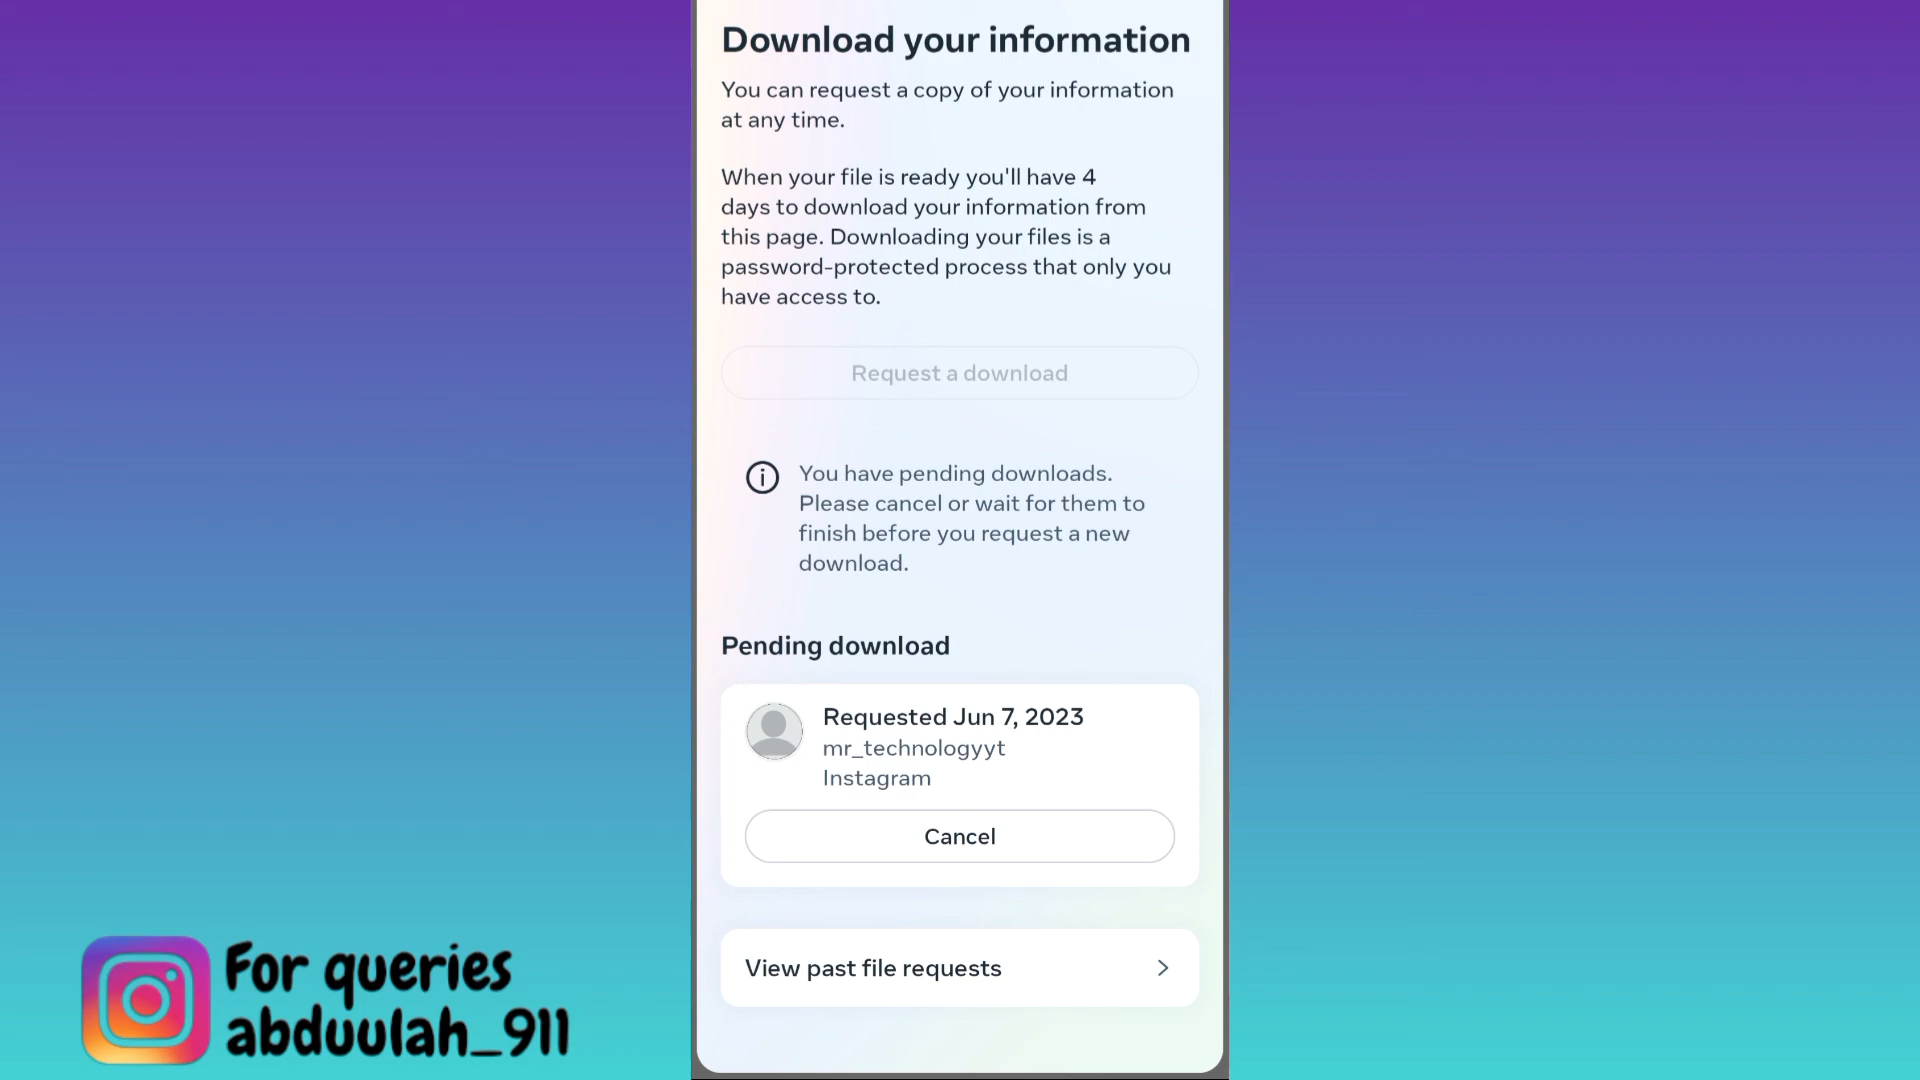 Download your information
You can request a copy of your information
at any time.
When your file is ready you'll have 4
days to download your information from
this page. Downloading your files is a
password-protected process that only you
have access to.
Request a download
You have pending downloads.
Please cancel or wait for them to
finish before you request a new
download.
Pending download
Requested Jun 7, 2023
mr_technologyyt
Instagram
Cancel
View past file requests
For queries
abduulah_911